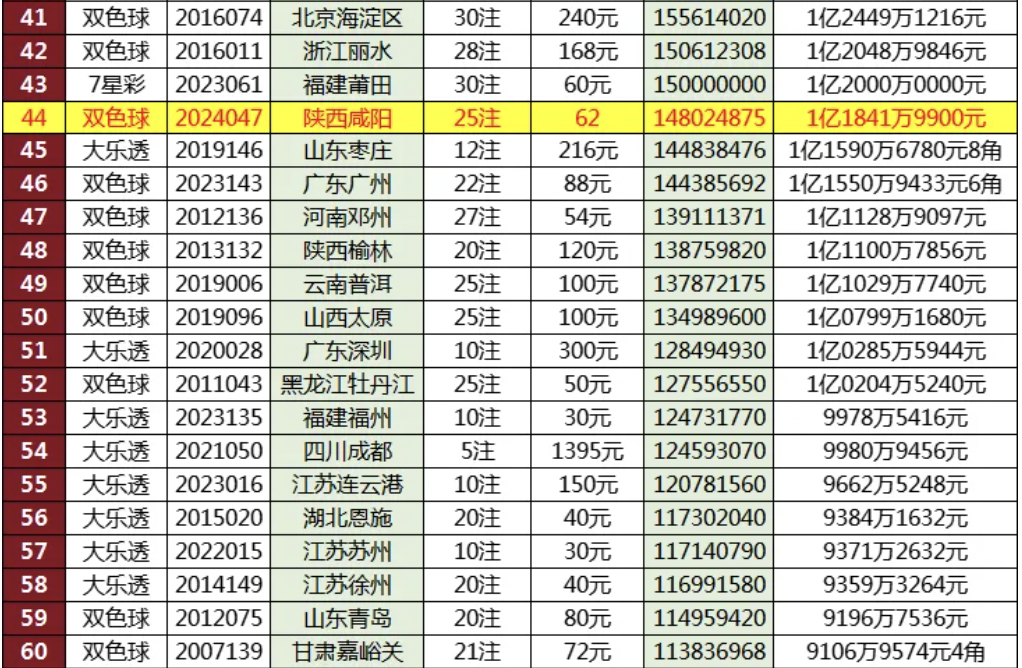 41 双色球 2016074 北京海淀区 30注 240元 155614020 1亿2449万1216元
42 双色球 2016011 浙江丽水 28注 168元 150612308 1亿2048万9846元
43 7星彩 2023061 福建莆田 30注 60元 150000000 1亿2000万0000元
44 双色球 2024047 陕西咸阳 25注 62 148024875 1亿1841万9900元
45 大乐透 2019146 山东枣庄 12注 216元 144838476 1亿1590万6780元8角
46 双色球 2023143 广东广州 22注 88元 144385692 1亿1550万9433元6角
47 双色球 2012136 河南邓州 27注 54元 139111371 1亿1128万9097元
48 双色球 2013132 陕西榆林 20注 120元 138759820 1亿1100万7856元
49 双色球 2019006 云南普洱 25注 100元 137872175 1亿1029万7740元
50 双色球 2019096 山西太原 25注 100元 134989600 1亿0799万1680元
51 大乐透 2020028 广东深圳 10注 300元 128494930 1亿0285万5944元
52 双色球 2011043 黑龙江牡丹江 25注 50元 127556550 1亿0204万5240元
53 大乐透 2023135 福建福州 10注 30元 124731770 9978万5416元
54 大乐透 2021050 四川成都 5注 1395元 124593070 9980万9456元
55 大乐透 2023016 江苏连云港 10注 150元 120781560 9662万5248元
56 大乐透 2015020 湖北恩施 20注 40元 117302040 9384万1632元
57 大乐透 2022015 江苏苏州 10注 30元 117140790 9371万2632元
58 大乐透 2014149 江苏徐州 20注 40元 116991580 9359万3264元
59 双色球 2012075 山东青岛 20注 80元 114959420 9196万7536元
60 双色球 2007139 甘肃嘉峪关 21注 72元 113836968 9106万9574元4角